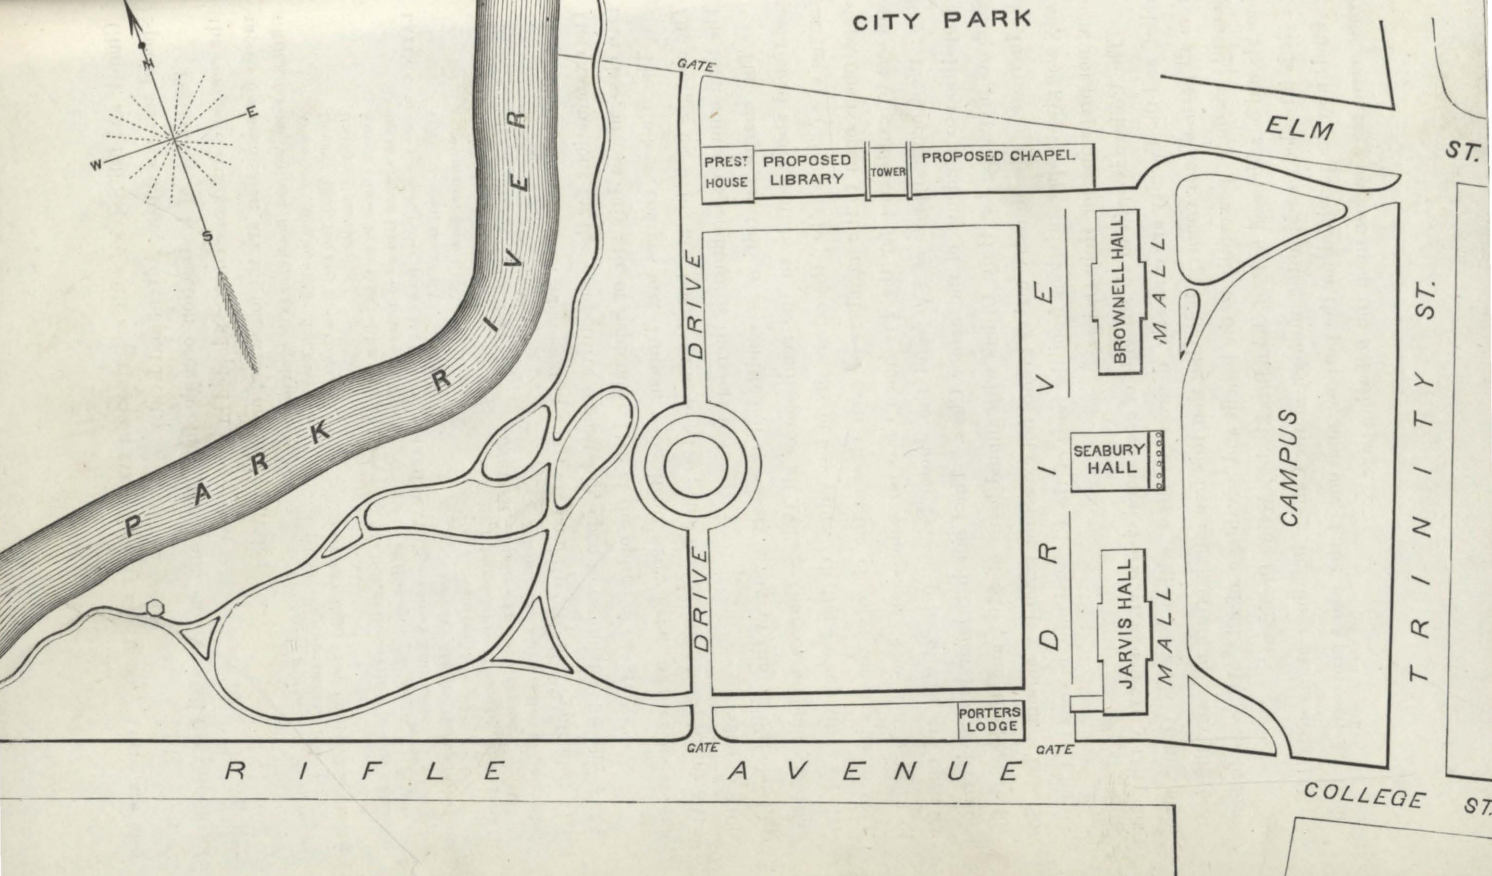 CITY PARK
N
E
W
S
GATE
ELM ST.
PREST HOUSE
PROPOSED LIBRARY
TOWER
PROPOSED CHAPEL
PARK RIVER
DRIVE
DRIVE
DRIVE
BROWNELL HALL
MALL
SEABURY HALL
JARVIS HALL
MALL
CAMPUS
TRINITY ST.
PORTERS LODGE
GATE
GATE
RIFLE AVENUE
COLLEGE ST.